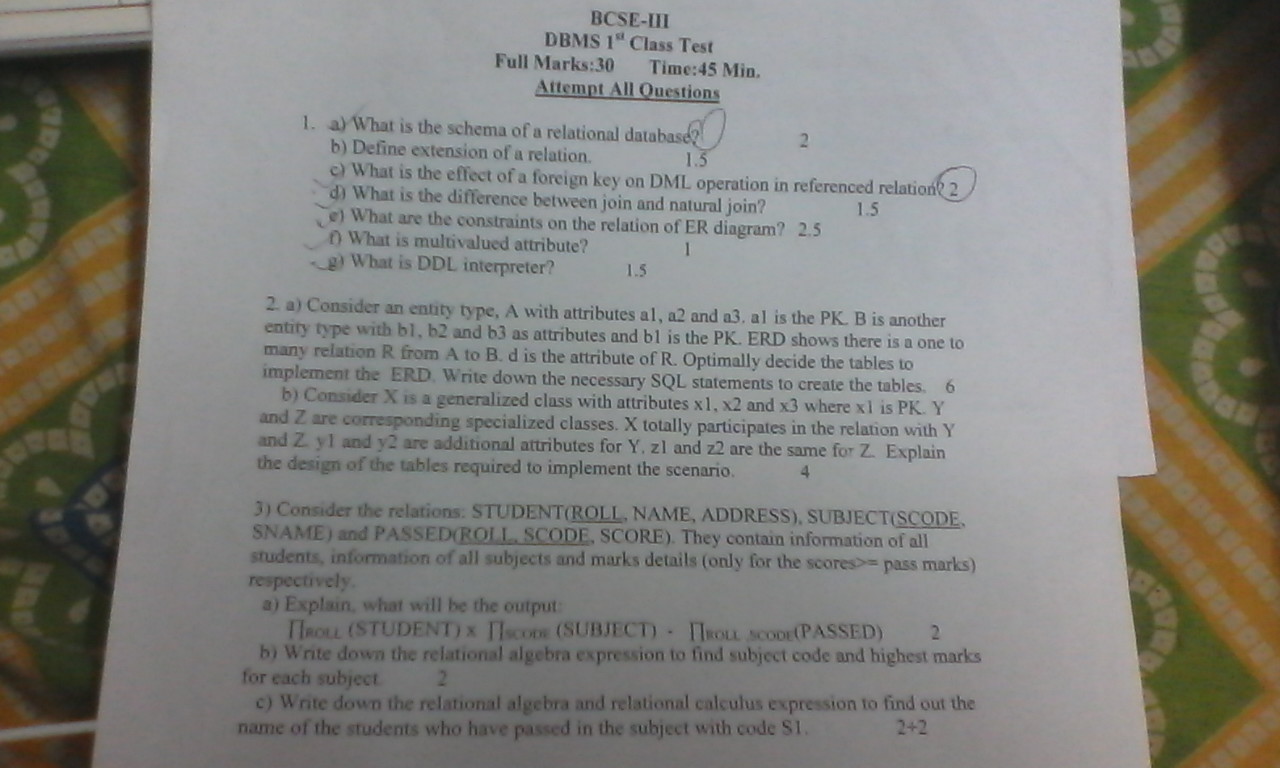 BCSE-III
DBMS 1st Class Test
Full Marks:30 Time:45 Min.
Attempt All Questions
1. a) What is the schema of a relational database? 2
b) Define extension of a relation. 1.5
c) What is the effect of a foreign key on DML operation in referenced relation? 2
d) What is the difference between join and natural join? 1.5
e) What are the constraints on the relation of ER diagram? 2.5
f) What is multivalued attribute? 1
g) What is DDL interpreter? 1.5
2. a) Consider an entity type, A with attributes a1, a2 and a3. a1 is the PK. B is another
entity type with b1, b2 and b3 as attributes and b1 is the PK. ERD shows there is a one to
many relation R from A to B. d is the attribute of R. Optimally decide the tables to
implement the ERD. Write down the necessary SQL statements to create the tables. 6
b) Consider X is a generalized class with attributes x1, x2 and x3 where x1 is PK. Y
and Z are corresponding specialized classes. X totally participates in the relation with Y
and Z. y1 and y2 are additional attributes for Y, z1 and z2 are the same for Z. Explain
the design of the tables required to implement the scenario. 4
3) Consider the relations: STUDENT(ROLL, NAME, ADDRESS), SUBJECT(SCODE,
SNAME) and PASSED(ROLL, SCODE, SCORE). They contain information of all
students, information of all subjects and marks details (only for the scores>= pass marks)
respectively.
a) Explain, what will be the output:
∏ROLL (STUDENT) x ∏SCODE (SUBJECT) - ∏ROLL, SCODE(PASSED) 2
b) Write down the relational algebra expression to find subject code and highest marks
for each subject. 2
c) Write down the relational algebra and relational calculus expression to find out the
name of the students who have passed in the subject with code S1. 2+2